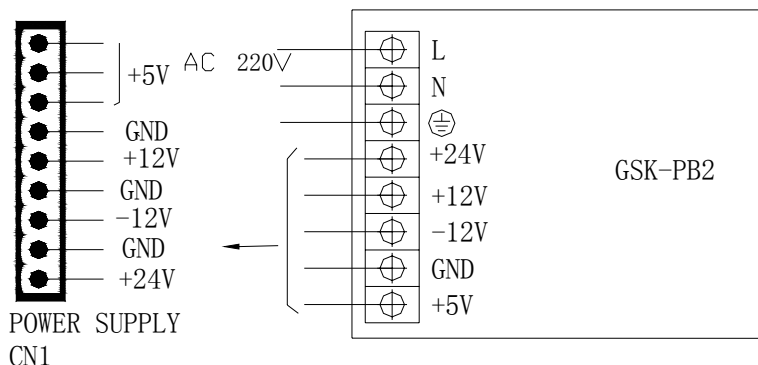 +5V
GND
+12V
GND
-12V
GND
+24V
POWER SUPPLY
CN1
AC 220V
L
N
+24V
+12V
-12V
GND
+5V
GSK-PB2